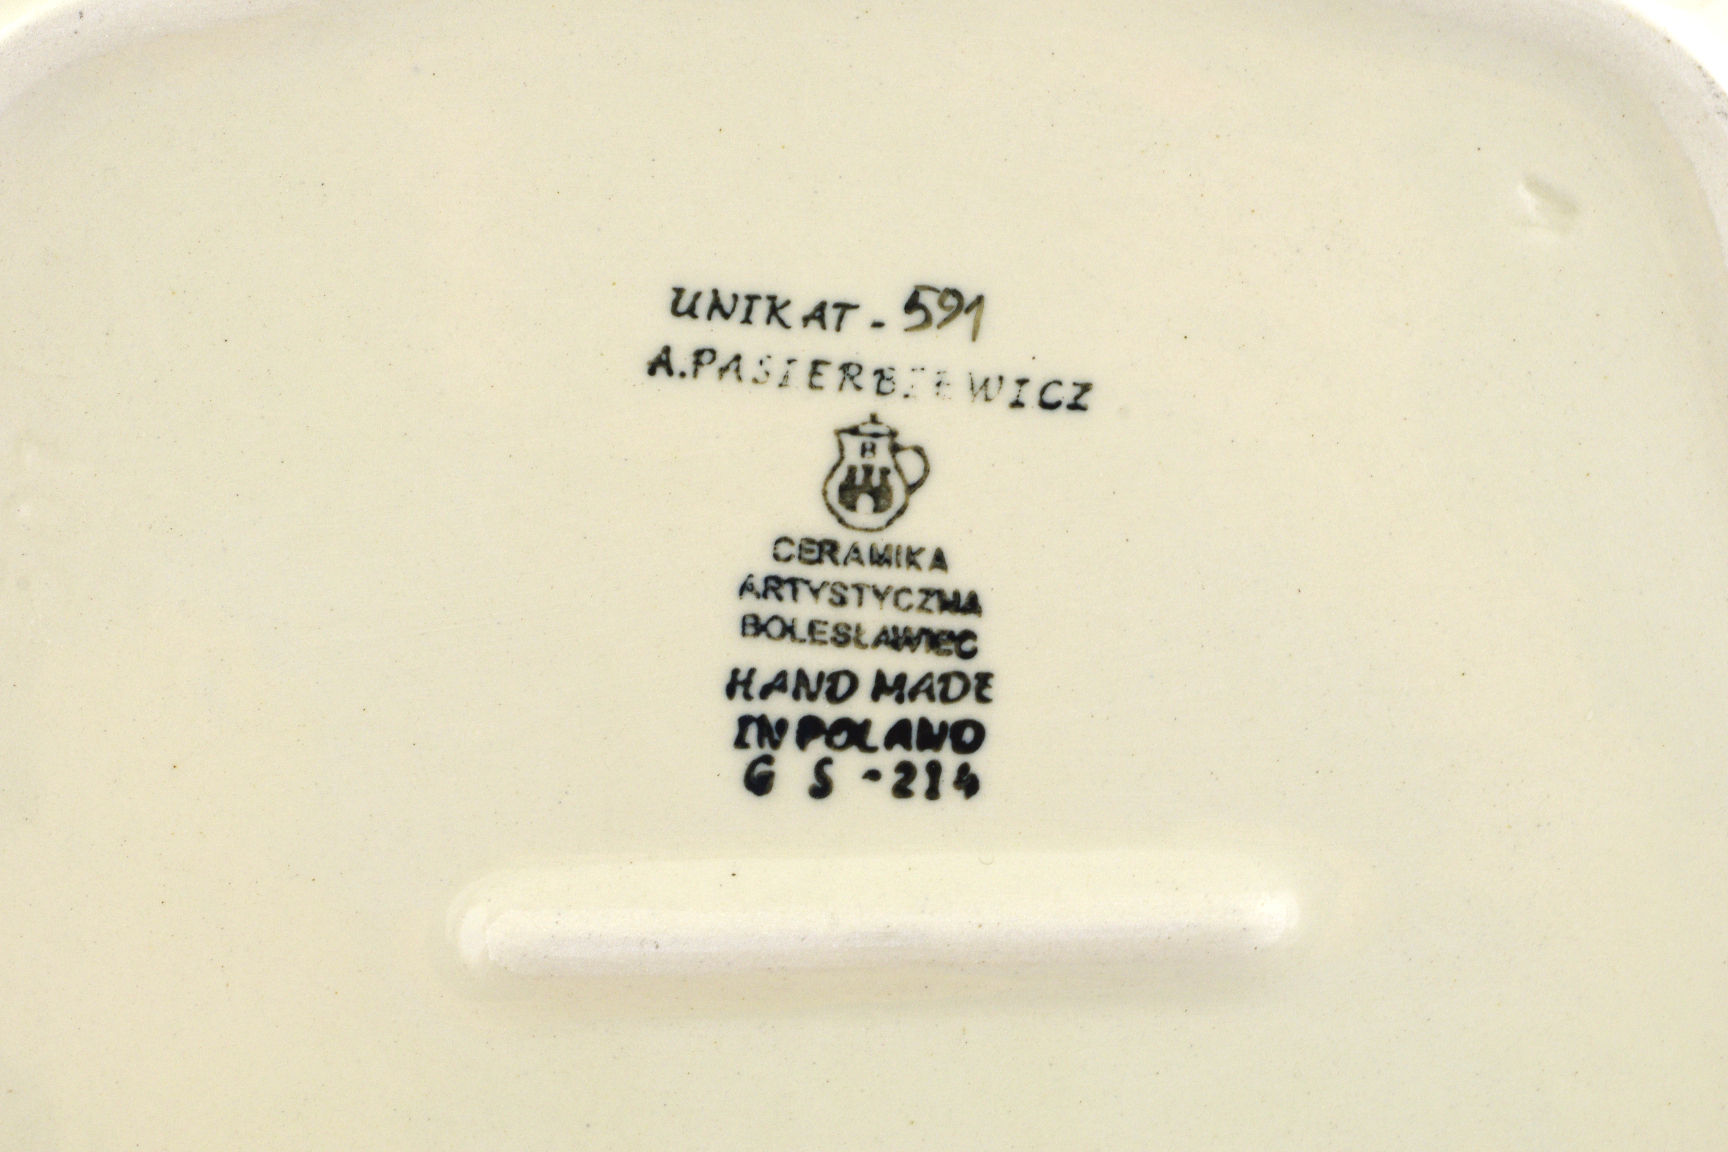 UNIKAT - 591
A.PASIERBIEWICZ
B
CERAMIKA
ARTYSTYCZNA
BOLESŁAWIEC
HAND MADE
IN POLAND
G S -214